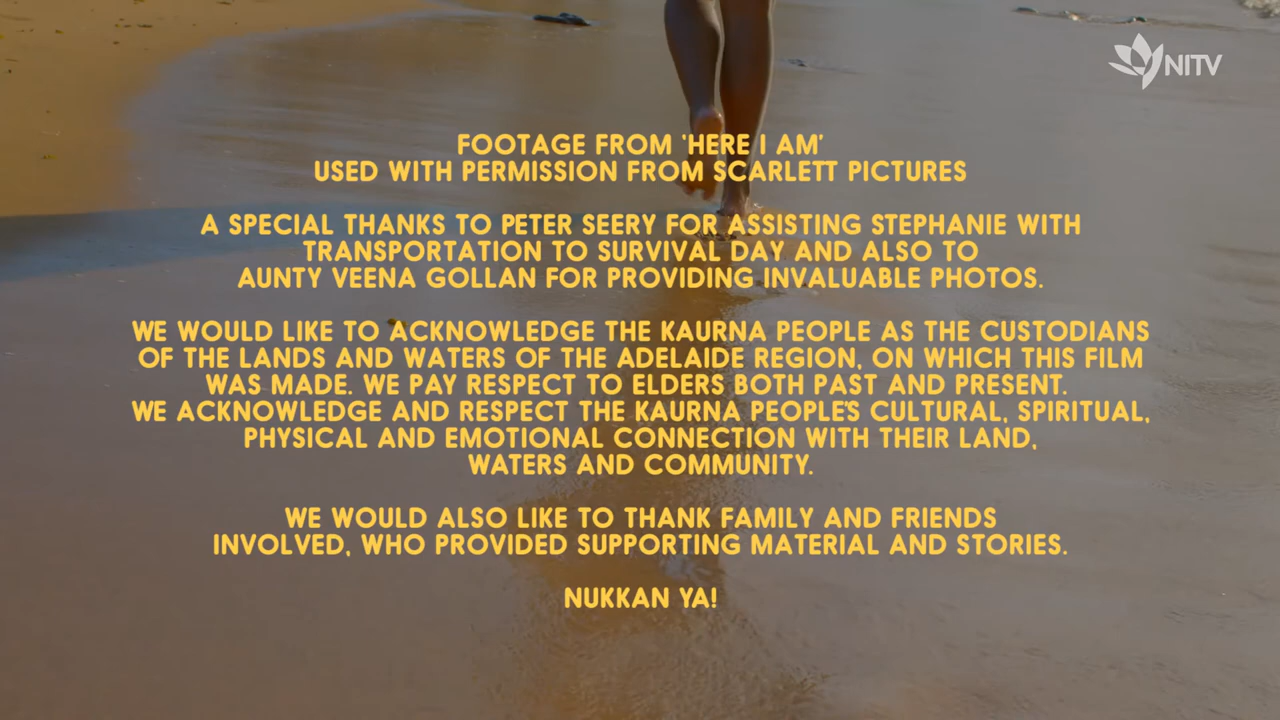 NITV
FOOTAGE FROM 'HERE I AM'
USED WITH PERMISSION FROM SCARLETT PICTURES
A SPECIAL THANKS TO PETER SEERY FOR ASSISTING STEPHANIE WITH
TRANSPORTATION TO SURVIVAL DAY AND ALSO TO
AUNTY VEENA GOLLAN FOR PROVIDING INVALUABLE PHOTOS.
WE WOULD LIKE TO ACKNOWLEDGE THE KAURNA PEOPLE AS THE CUSTODIANS
OF THE LANDS AND WATERS OF THE ADELAIDE REGION, ON WHICH THIS FILM
WAS MADE. WE PAY RESPECT TO ELDERS BOTH PAST AND PRESENT.
WE ACKNOWLEDGE AND RESPECT THE KAURNA PEOPLE'S CULTURAL, SPIRITUAL,
PHYSICAL AND EMOTIONAL CONNECTION WITH THEIR LAND,
WATERS AND COMMUNITY.
WE WOULD ALSO LIKE TO THANK FAMILY AND FRIENDS
INVOLVED, WHO PROVIDED SUPPORTING MATERIAL AND STORIES.
NUKKAN YA!